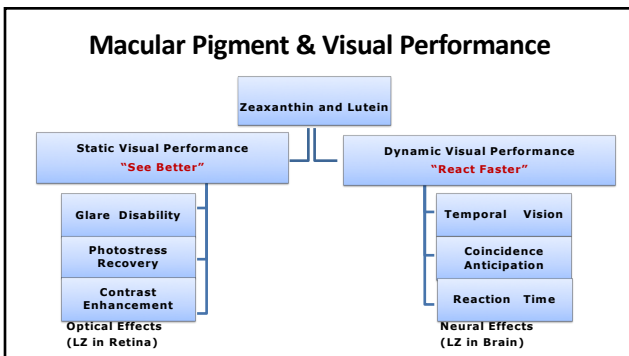 Macular Pigment & Visual Performance
Zeaxanthin and Lutein
Static Visual Performance
“See Better”
Glare Disability
Photostress
Recovery
Contrast
Enhancement
Optical Effects
(LZ in Retina)
Dynamic Visual Performance
“React Faster”
Temporal Vision
Coincidence
Anticipation
Reaction Time
Neural Effects
(LZ in Brain)